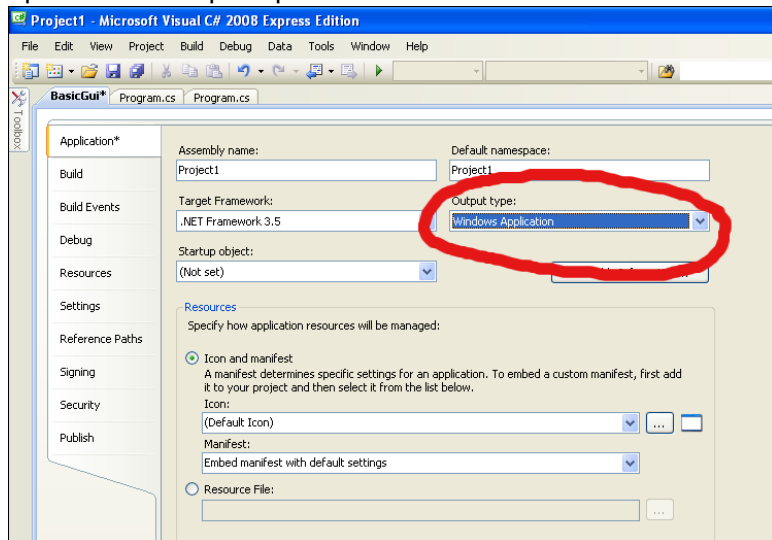 Project1 - Microsoft Visual C# 2008 Express Edition
File Edit View Project Build Debug Data Tools Window Help
BasicGui* Program.cs Program.cs
Toolbox
Application*
Build
Build Events
Debug
Resources
Settings
Reference Paths
Signing
Security
Publish
Assembly name:
Default namespace:
Project1
Project1
Target Framework:
Output type:
.NET Framework 3.5
Windows Application
Startup object:
(Not set)
Resources
Specify how application resources will be managed:
Icon and manifest
A manifest determines specific settings for an application. To embed a custom manifest, first add
it to your project and then select it from the list below.
Icon:
(Default Icon)
...
Manifest:
Embed manifest with default settings
Resource File:
...